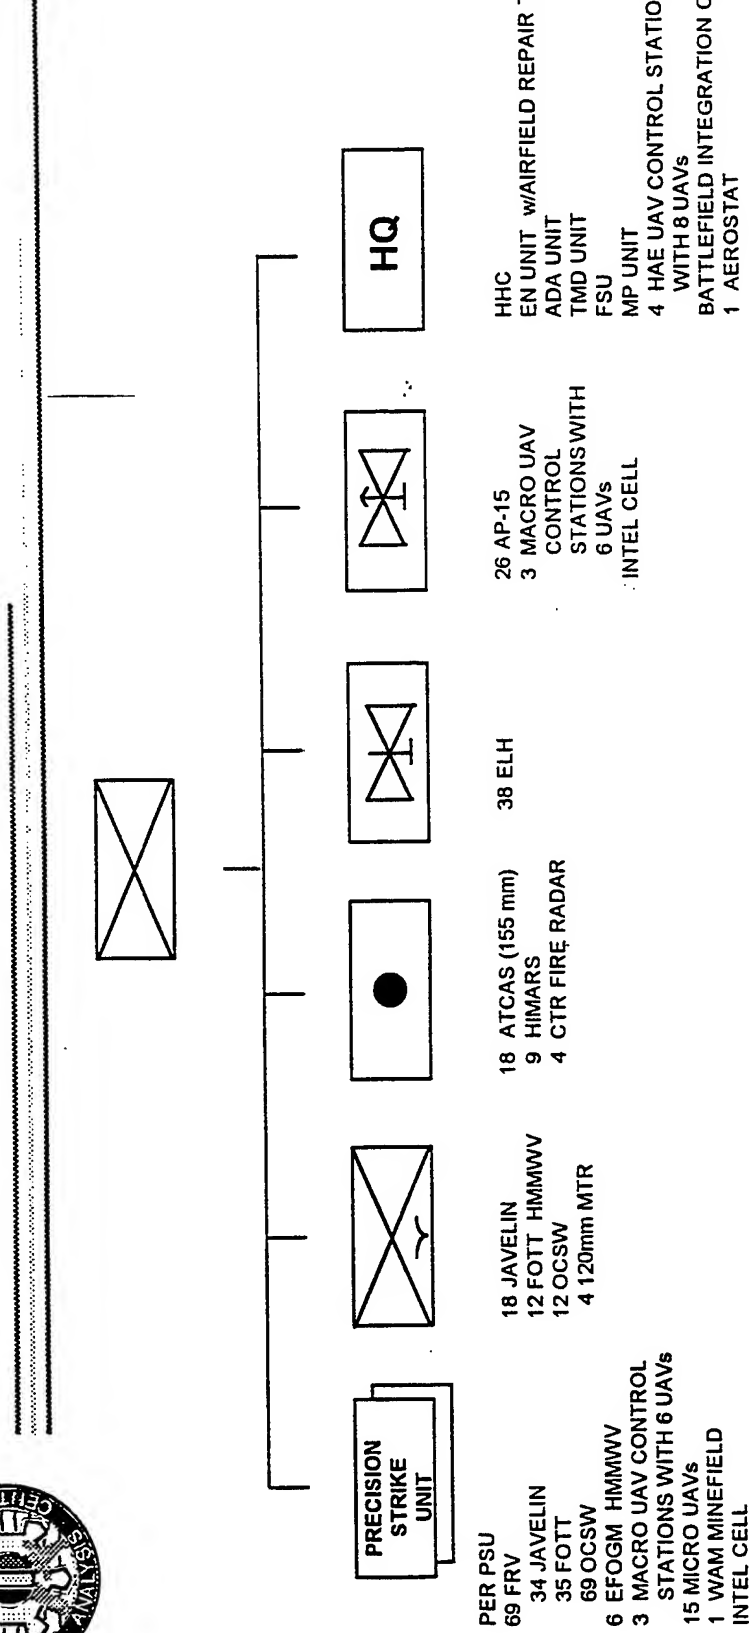 ANALYSIS
PRECISION
STRIKE
UNIT
PER PSU
69 FRV
34 JAVELIN
35 FOTT
69 OCSW
6 EFOGM HMMWV
3 MACRO UAV CONTROL
STATIONS WITH 6 UAVs
15 MICRO UAVs
1 WAM MINEFIELD
INTEL CELL
18 JAVELIN
12 FOTT HMMWV
12 OCSW
4 120mm MTR
18 ATCAS (155 mm)
9 HIMARS
4 CTR FIRE RADAR
38 ELH
26 AP-15
3 MACRO UAV
CONTROL
STATIONS WITH
6 UAVs
INTEL CELL
HQ
HHC
EN UNIT w/AIRFIELD REPAIR
ADA UNIT
TMD UNIT
FSU
MP UNIT
4 HAE UAV CONTROL
WITH 8 UAVs
BATTLEFIELD INTEGRATION
1 AEROSTAT